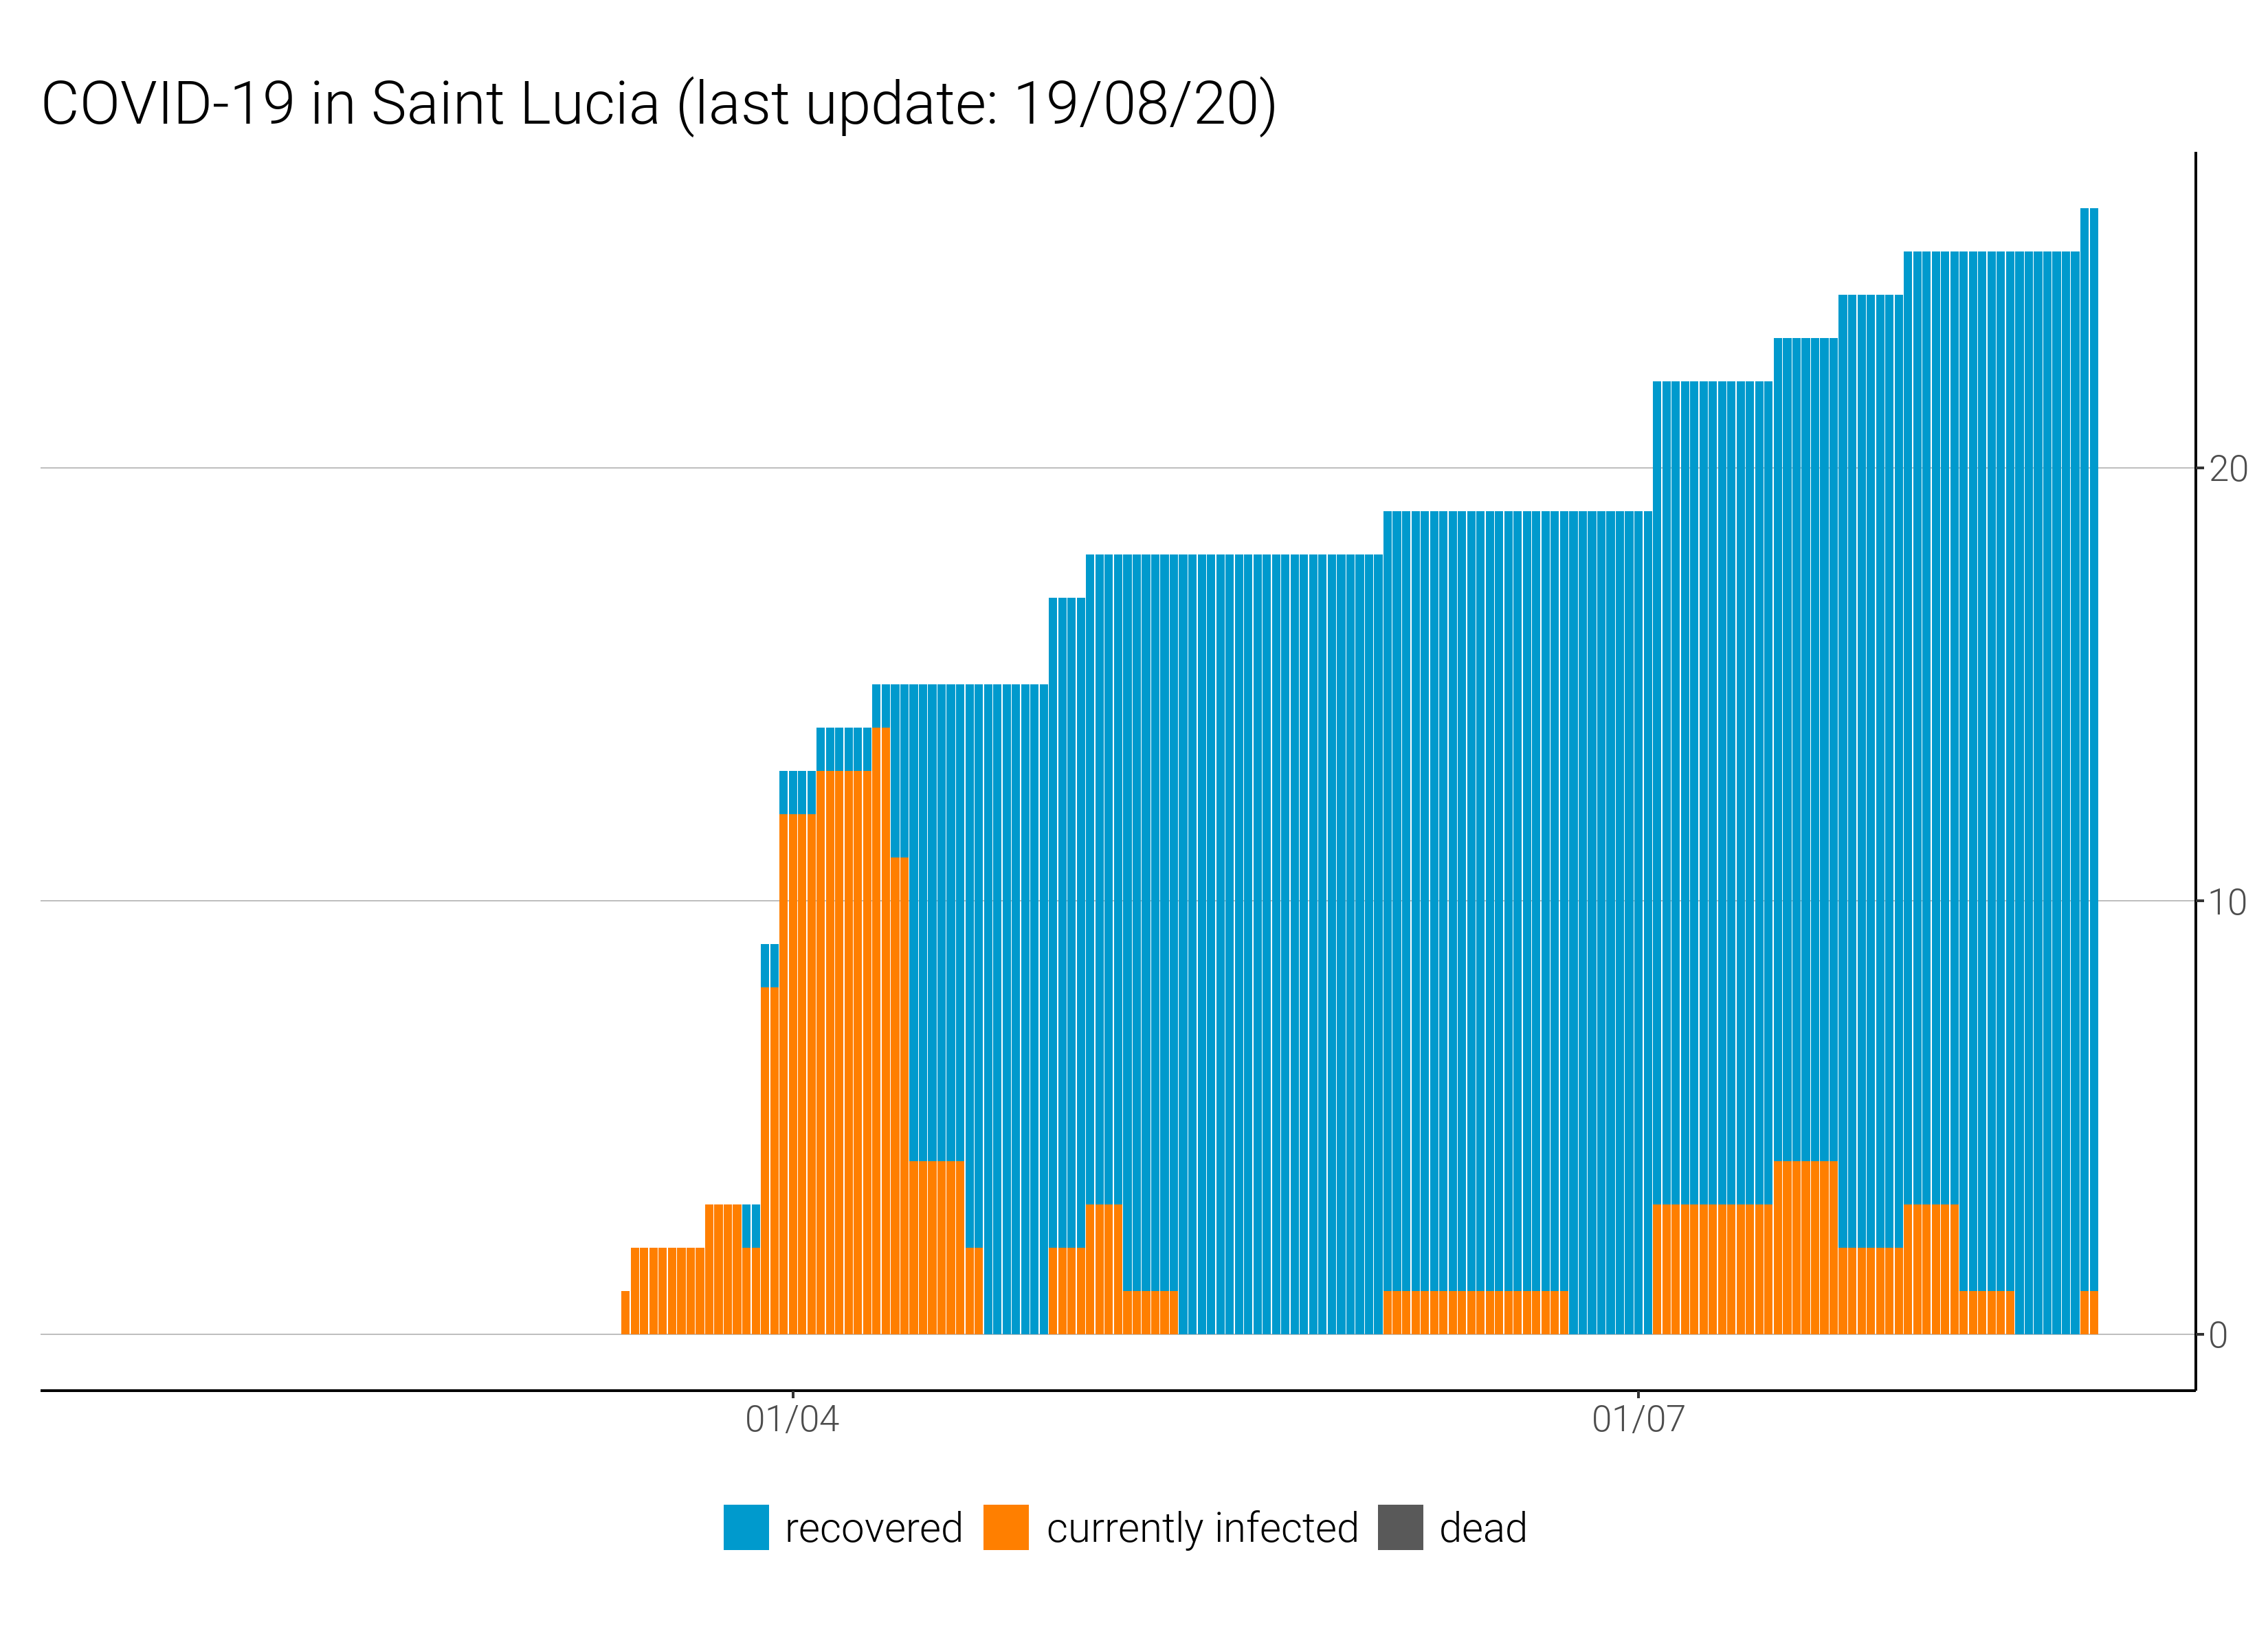 COVID-19 in Saint Lucia (last update: 19/08/20)
20
10
0
01/04 01/07
recovered currently infected dead